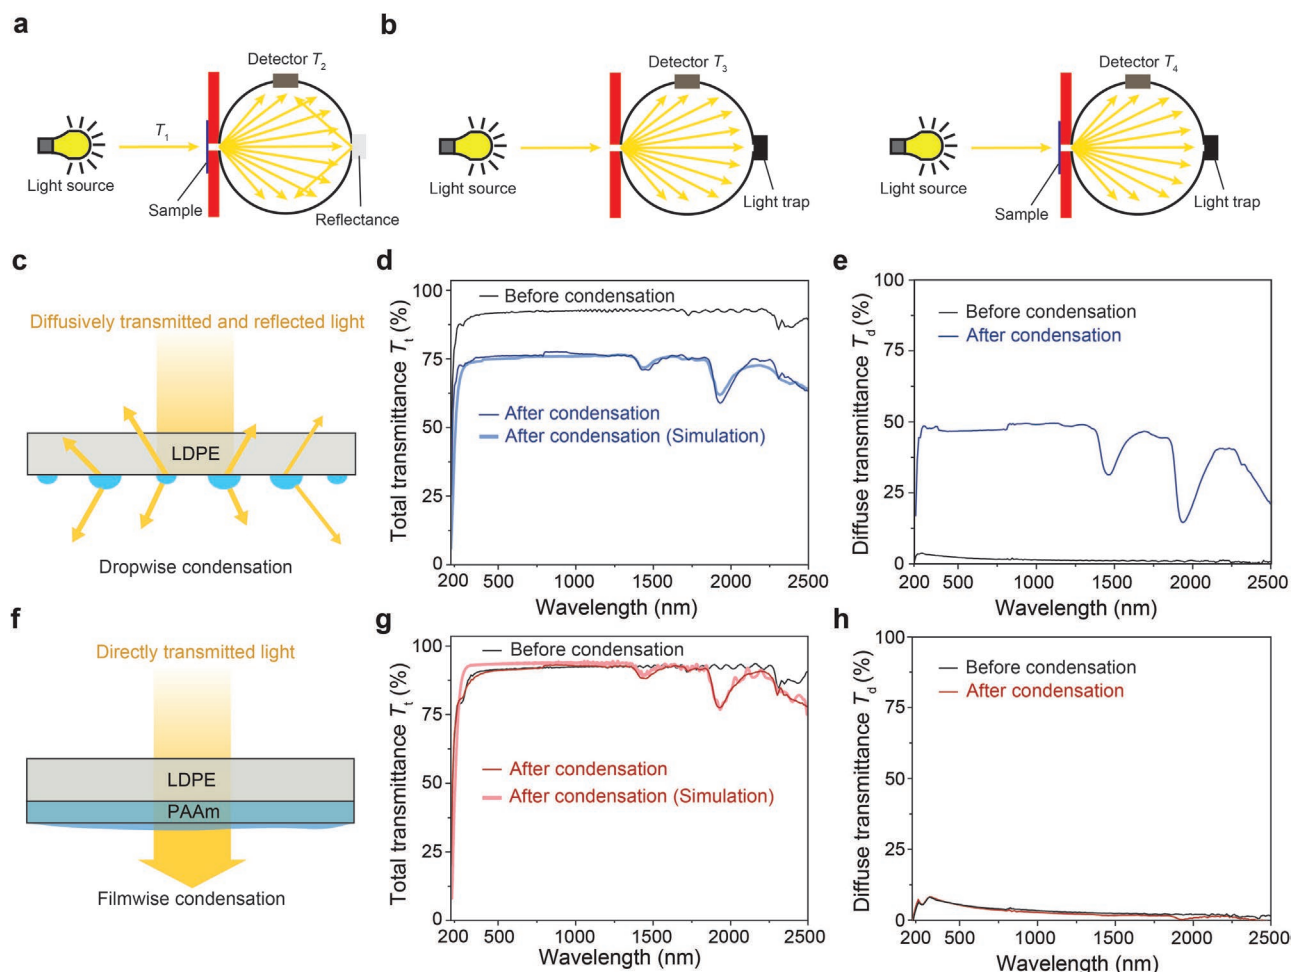 a
Detector T2
T1
Light source
Sample
Reflectance
b
Detector T3
Light source
Light trap
Detector T4
Light source
Sample
Light trap
c
Diffusively transmitted and reflected light
LDPE
Dropwise condensation
d
Total transmittance Tt (%)
100
75
50
25
0
Before condensation
After condensation
After condensation (Simulation)
200 500 1000 1500 2000 2500
Wavelength (nm)
e
Diffuse transmittance Td (%)
100
75
50
25
0
Before condensation
After condensation
200 500 1000 1500 2000 2500
Wavelength (nm)
f
Directly transmitted light
LDPE
PAAm
Filmwise condensation
g
Total transmittance Tt (%)
100
75
50
25
0
Before condensation
After condensation
After condensation (Simulation)
200 500 1000 1500 2000 2500
Wavelength (nm)
h
Diffuse transmittance Td (%)
100
75
50
25
0
Before condensation
After condensation
200 500 1000 1500 2000 2500
Wavelength (nm)